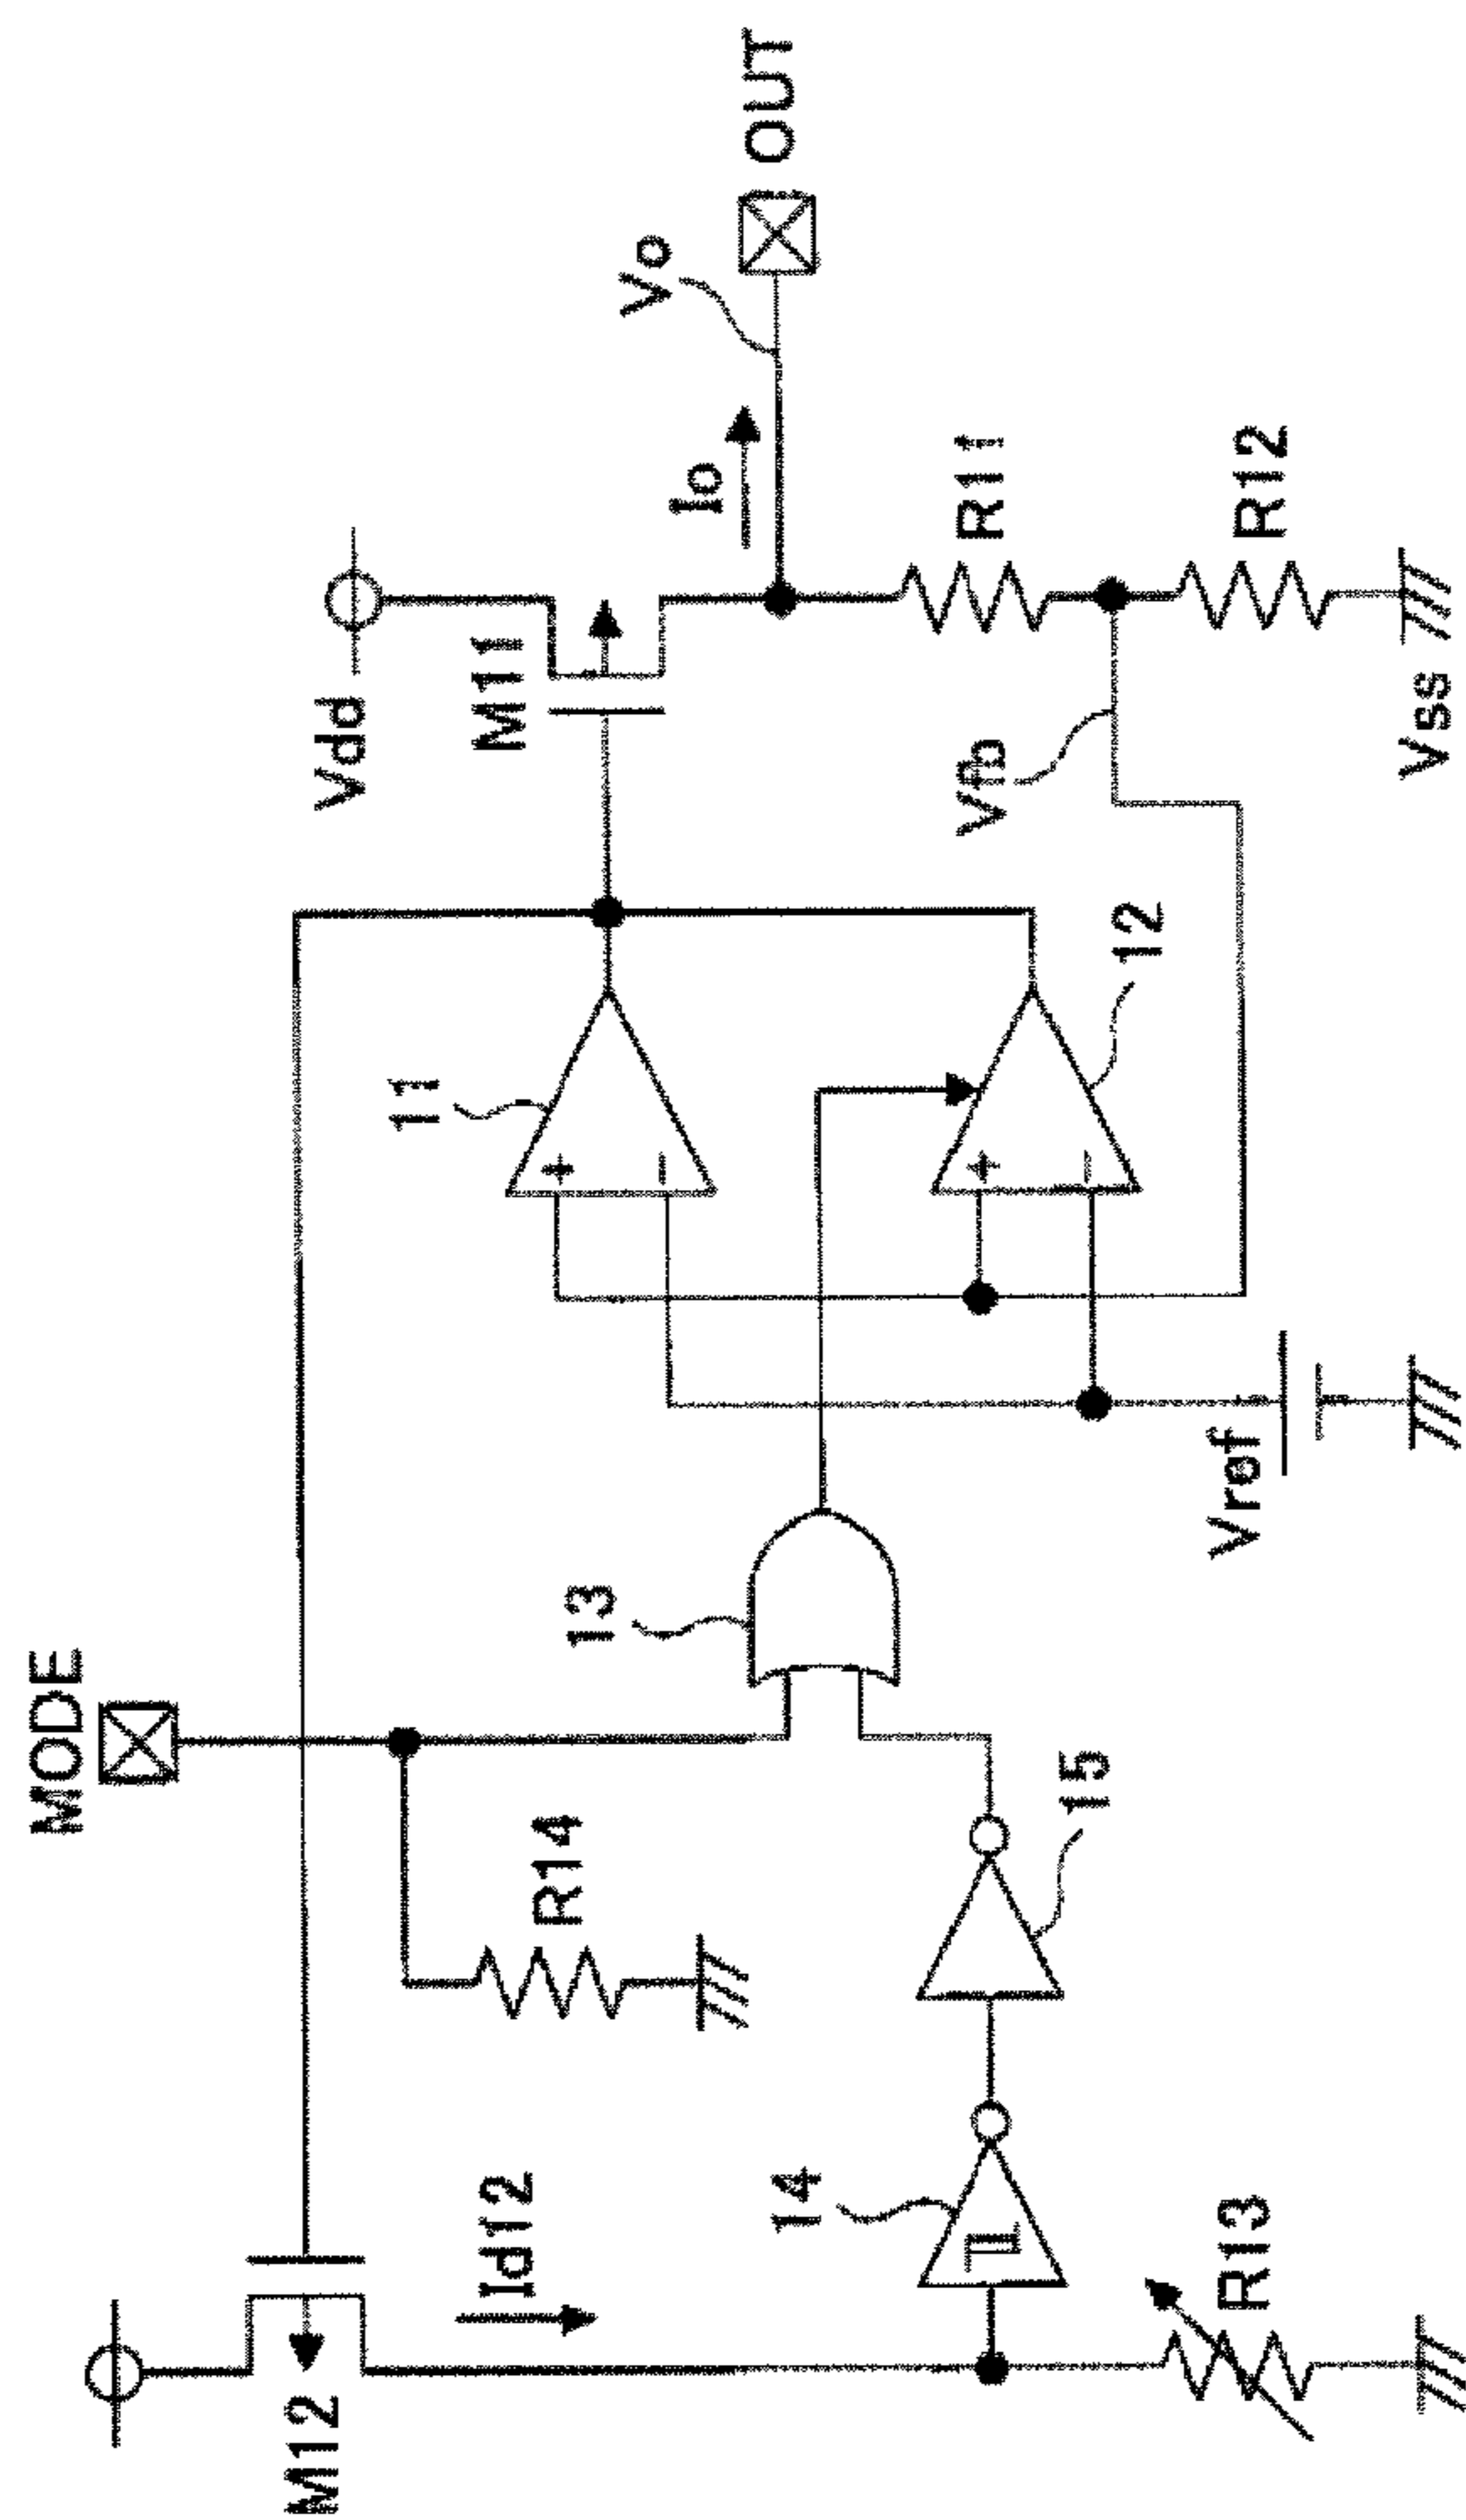 MODE
Vdd
M12
Id12
R14
13
11
M11
Io
Vo
OUT
14
15
12
Vfb
R11
R13
Vref
R12
Vss